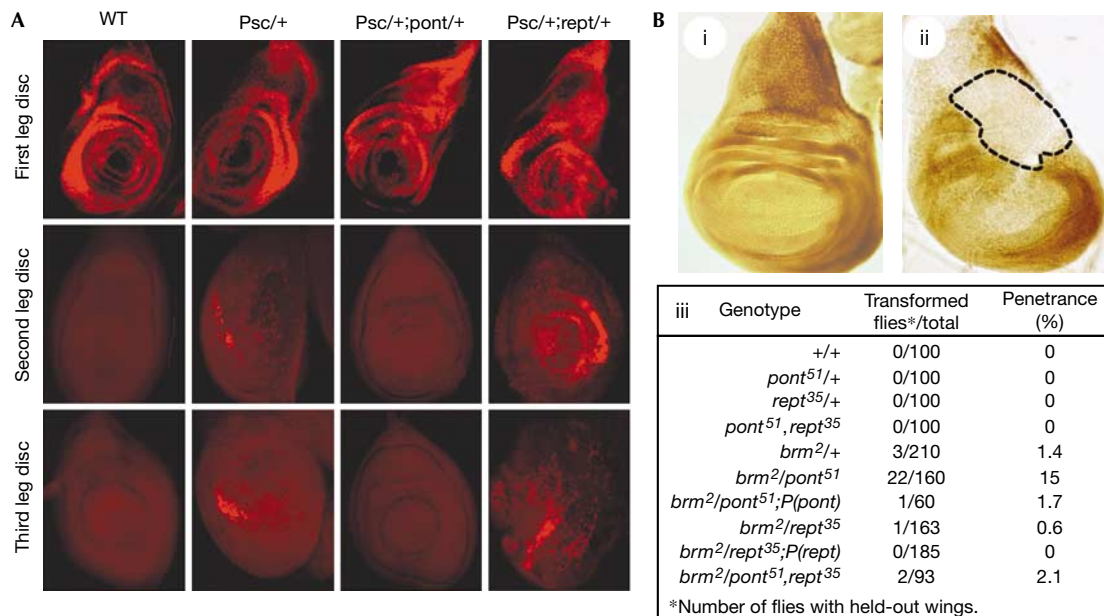 A
WT
Psc/+
Psc/+;pont/+
Psc/+;rept/+
First leg disc
Second leg disc
Third leg disc
B
i
ii
iii Genotype Transformed flies*/total Penetrance (%)
+/+ 0/100 0
pont51/+ 0/100 0
rept35/+ 0/100 0
pont51, rept35 0/100 0
brm2/+ 3/210 1.4
brm2/pont51 22/160 15
brm2/pont51;P(pont) 1/60 1.7
brm2/rept35 1/163 0.6
brm2/rept35;P(rept) 0/185 0
brm2/pont51,rept35 2/93 2.1
*Number of flies with held-out wings.